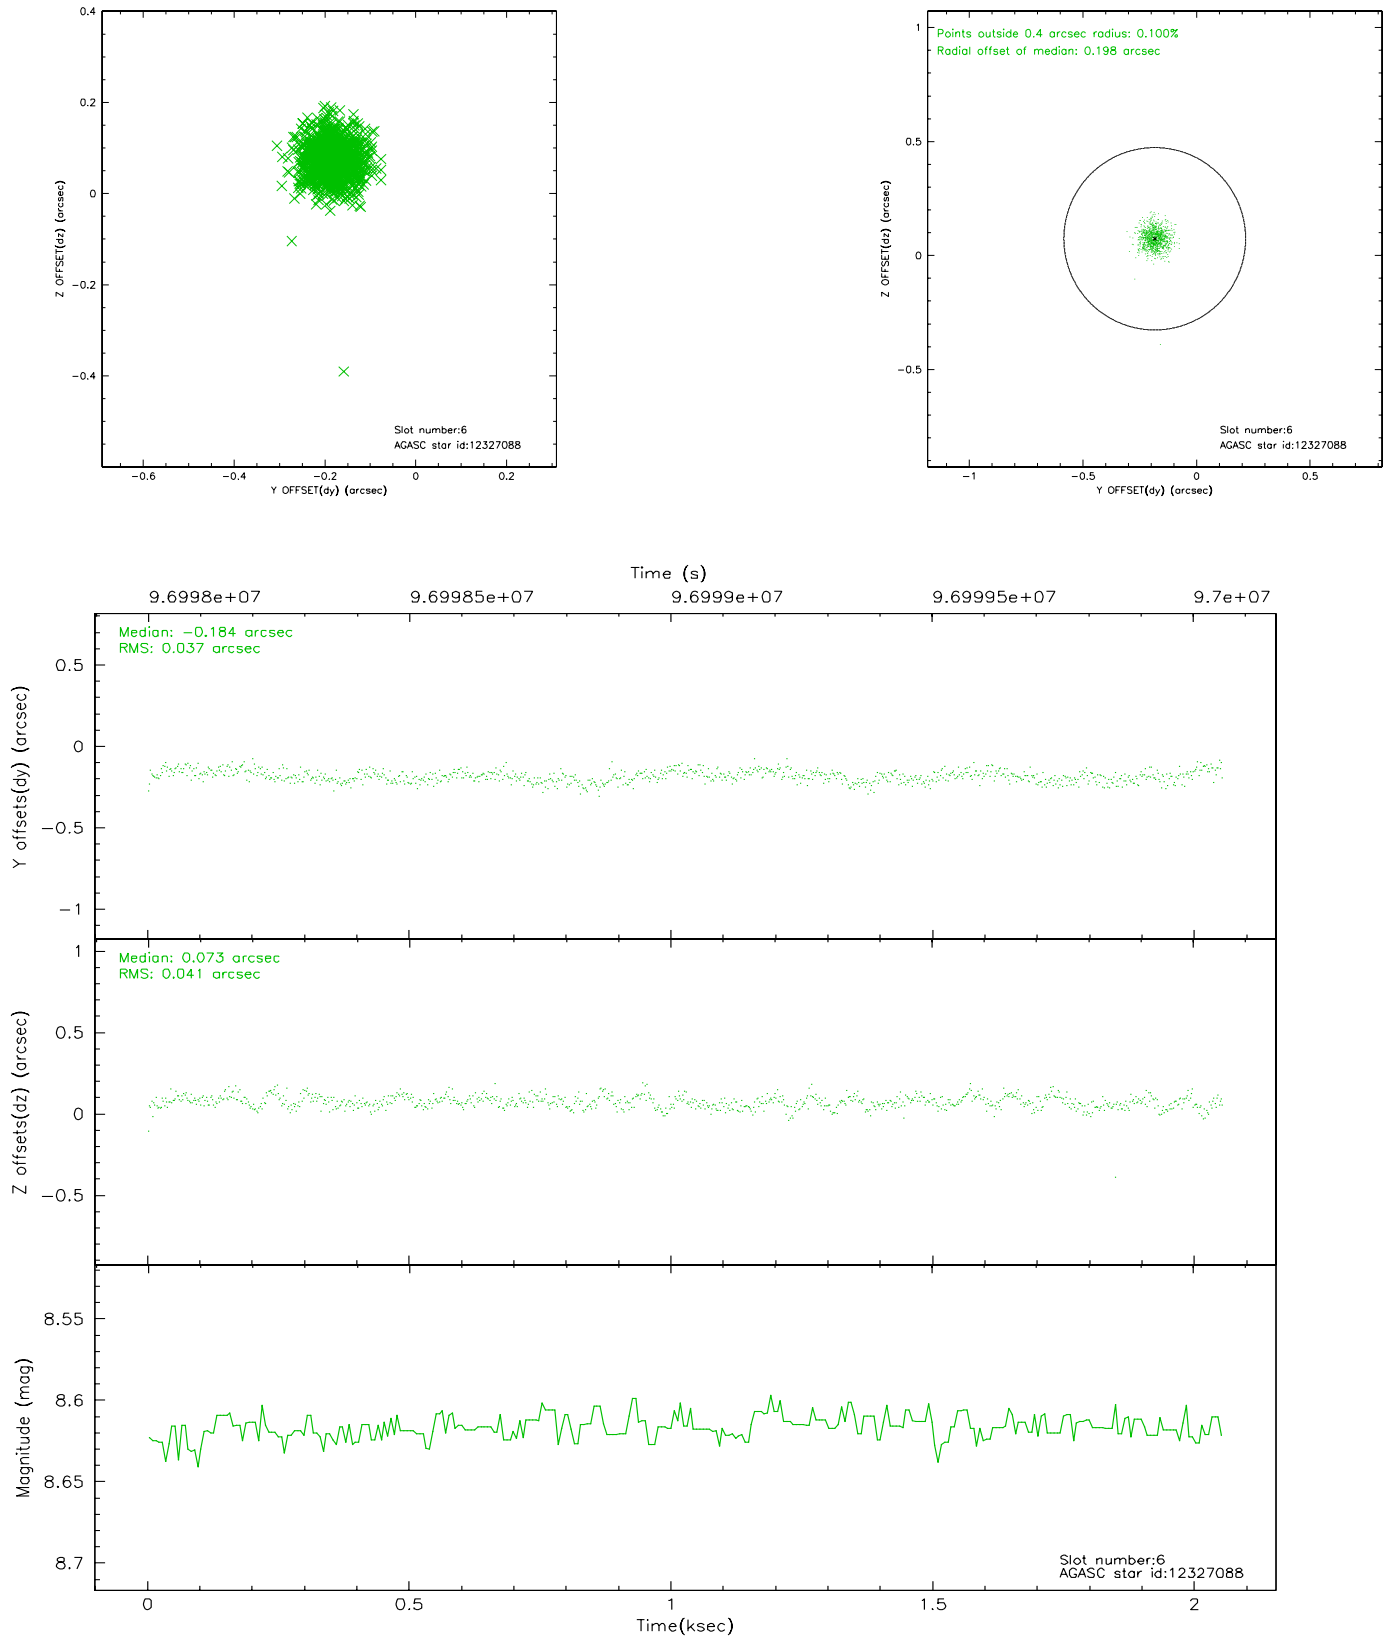 0.4
0.2
0
−0.2
−0.4
Z OFFSET(dz) (arcsec)
Slot number:6
AGASC star id:12327088
−0.6 −0.4 −0.2 0 0.2
Y OFFSET(dy) (arcsec)
Points outside 0.4 arcsec radius: 0.100%
Radial offset of median: 0.198 arcsec
1
0.5
0
−0.5
Z OFFSET(dz) (arcsec)
Slot number:6
AGASC star id:12327088
−1 −0.5 0 0.5
Y OFFSET(dy) (arcsec)
Time (s)
9.6998e+07 9.69985e+07 9.6999e+07 9.69995e+07 9.7e+07
Median: −0.184 arcsec
RMS: 0.037 arcsec
0.5
0
−0.5
−1
Y offsets(dy) (arcsec)
Median: 0.073 arcsec
RMS: 0.041 arcsec
1
0.5
0
−0.5
Z offsets(dz) (arcsec)
8.55
8.6
8.65
8.7
Magnitude (mag)
Slot number:6
AGASC star id:12327088
0 0.5 1 1.5 2
Time(ksec)